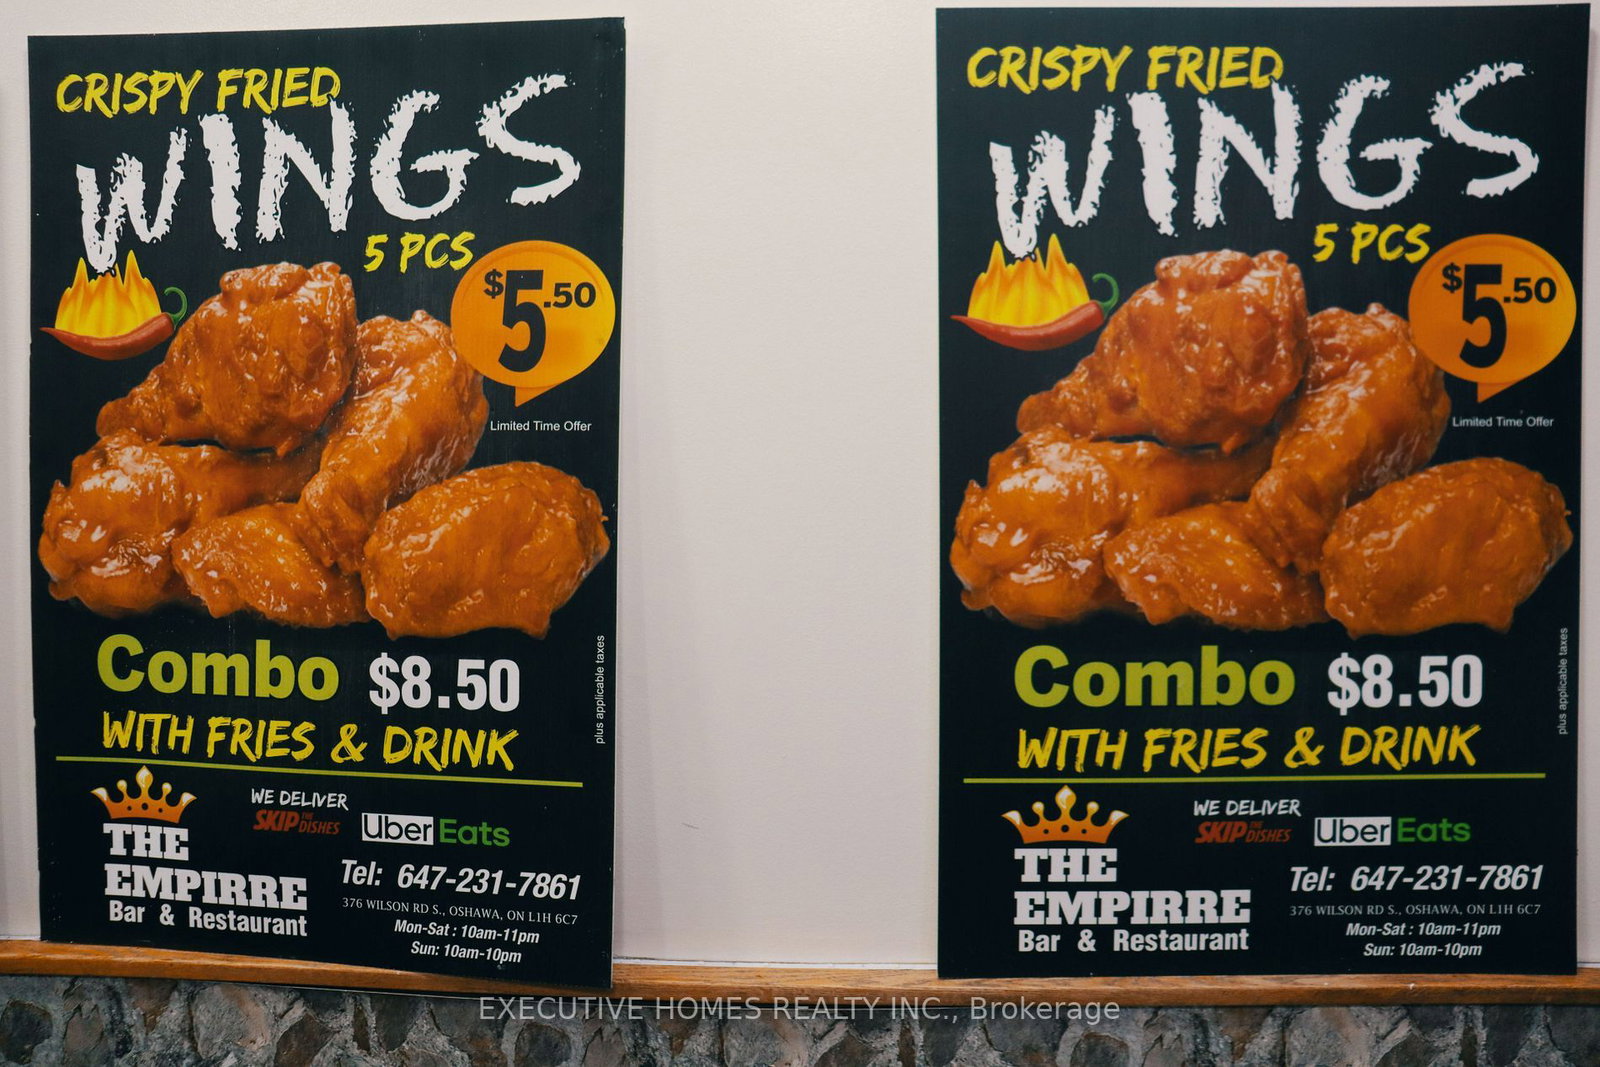 CRISPY FRIED
WINGS
5 PCS
$5.50
Limited Time Offer
Combo $8.50
WITH FRIES & DRINK
plus applicable taxes
THE
EMPIRRE
Bar & Restaurant
WE DELIVER
SKIP THE DISHES
Uber Eats
Tel: 647-231-7861
376 WILSON RD S., OSHAWA, ON L1H 6C7
Mon-Sat : 10am-11pm
Sun: 10am-10pm
CRISPY FRIED
WINGS
5 PCS
$5.50
Limited Time Offer
Combo $8.50
WITH FRIES & DRINK
plus applicable taxes
THE
EMPIRRE
Bar & Restaurant
WE DELIVER
SKIP THE DISHES
Uber Eats
Tel: 647-231-7861
376 WILSON RD S., OSHAWA, ON L1H 6C7
Mon-Sat : 10am-11pm
Sun: 10am-10pm
EXECUTIVE HOMES REALTY INC., Brokerage